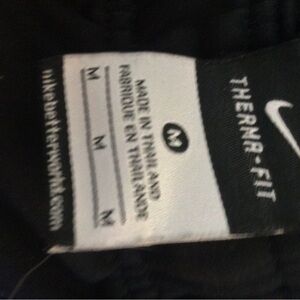 THERMA-FIT
M
MADE IN THAILAND
FABRIQUE EN THAILANDE
M M M
nikebetterworld.com